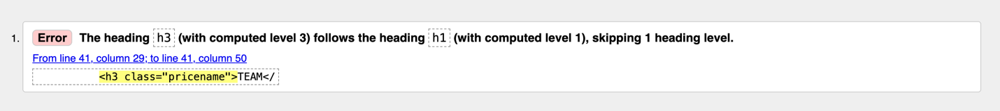 1. Error The heading h3 (with computed level 3) follows the heading h1 (with computed level 1), skipping 1 heading level.
From line 41, column 29; to line 41, column 50
<h3 class="pricename">TEAM</